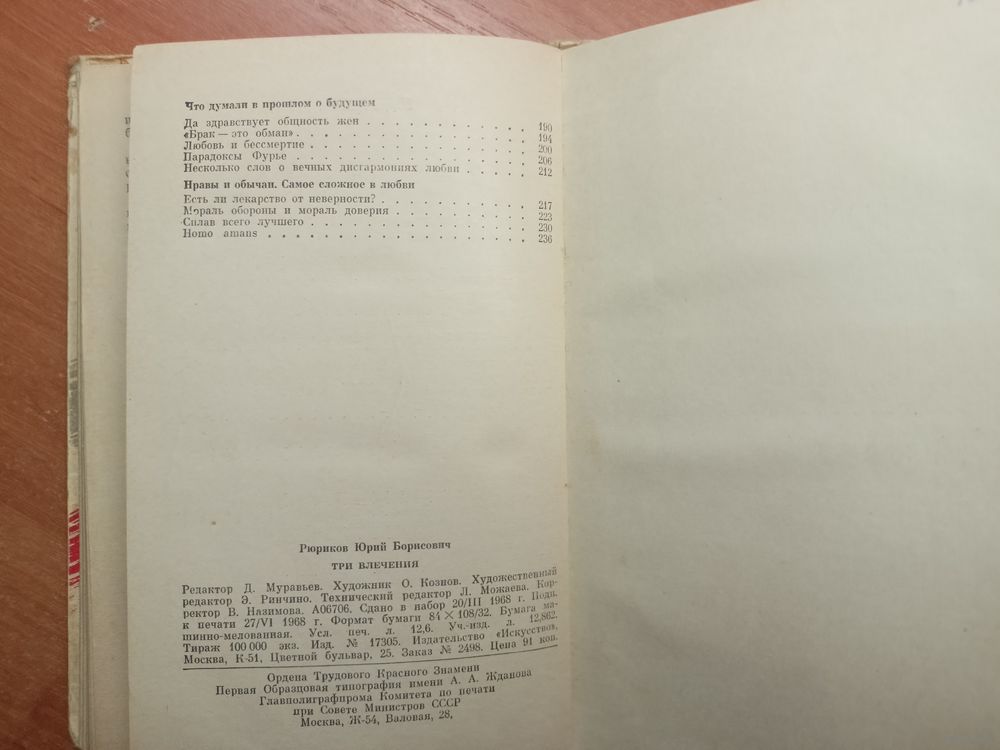 Что думали в прошлом о будущем
Да здравствует общность жен . . . . . . . . . . . . 190
«Брак — это обман» . . . . . . . . . . . . . . . . 194
Любовь и бессмертие . . . . . . . . . . . . . . . 200
Парадоксы Фурье . . . . . . . . . . . . . . . . . 206
Несколько слов о вечных дисгармониях любви . . . . . 212
Нравы и обычаи. Самое сложное в любви
Есть ли лекарство от неверности? . . . . . . . . . . 217
Мораль обороны и мораль доверия . . . . . . . . . . 223
Сплав всего лучшего . . . . . . . . . . . . . . . 230
Homo amans . . . . . . . . . . . . . . . . . . . 236
Рюриков Юрий Борисович
ТРИ ВЛЕЧЕНИЯ
Редактор Д. Муравьев. Художник О. Кознов. Художественный
редактор Э. Ринчино. Технический редактор Л. Можаева. Кор-
ректор В. Назимова. А06706. Сдано в набор 20/III 1968 г. Подп.
к печати 27/VI 1968 г. Формат бумаги 84 × 108/32. Бумага ма-
шинно-мелованная. Усл. печ. л. 12,6. Уч.-изд. л. 12,862.
Тираж 100 000 экз. Изд. № 17305. Издательство «Искусство».
Москва, К-51, Цветной бульвар, 25. Заказ № 2498. Цена 91 коп.
Ордена Трудового Красного Знамени
Первая Образцовая типография имени А. А. Жданова
Главполиграфпрома Комитета по печати
при Совете Министров СССР
Москва, Ж-54, Валовая, 28,